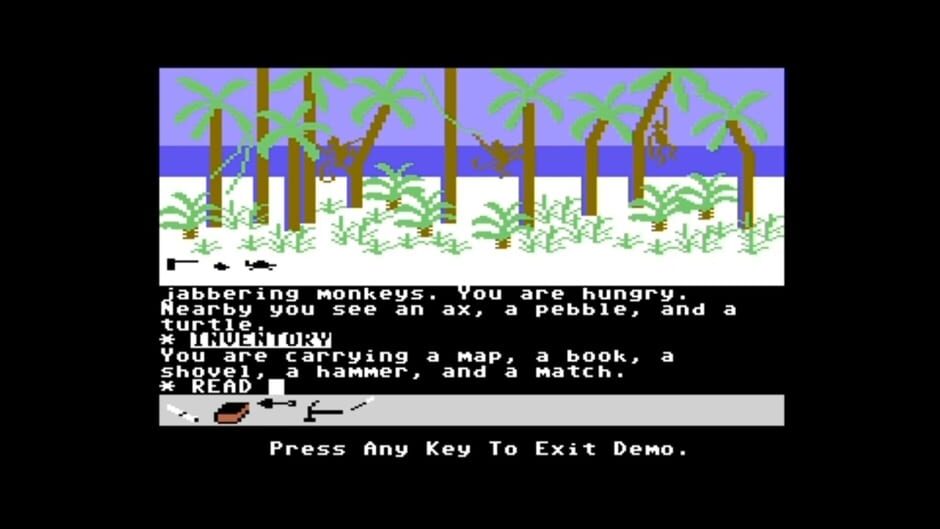 jabbering monkeys. You are hungry.
Nearby you see an ax, a pebble, and a
turtle.
* INVENTORY
You are carrying a map, a book, a
shovel, a hammer, and a match.
* READ
Press Any Key To Exit Demo.